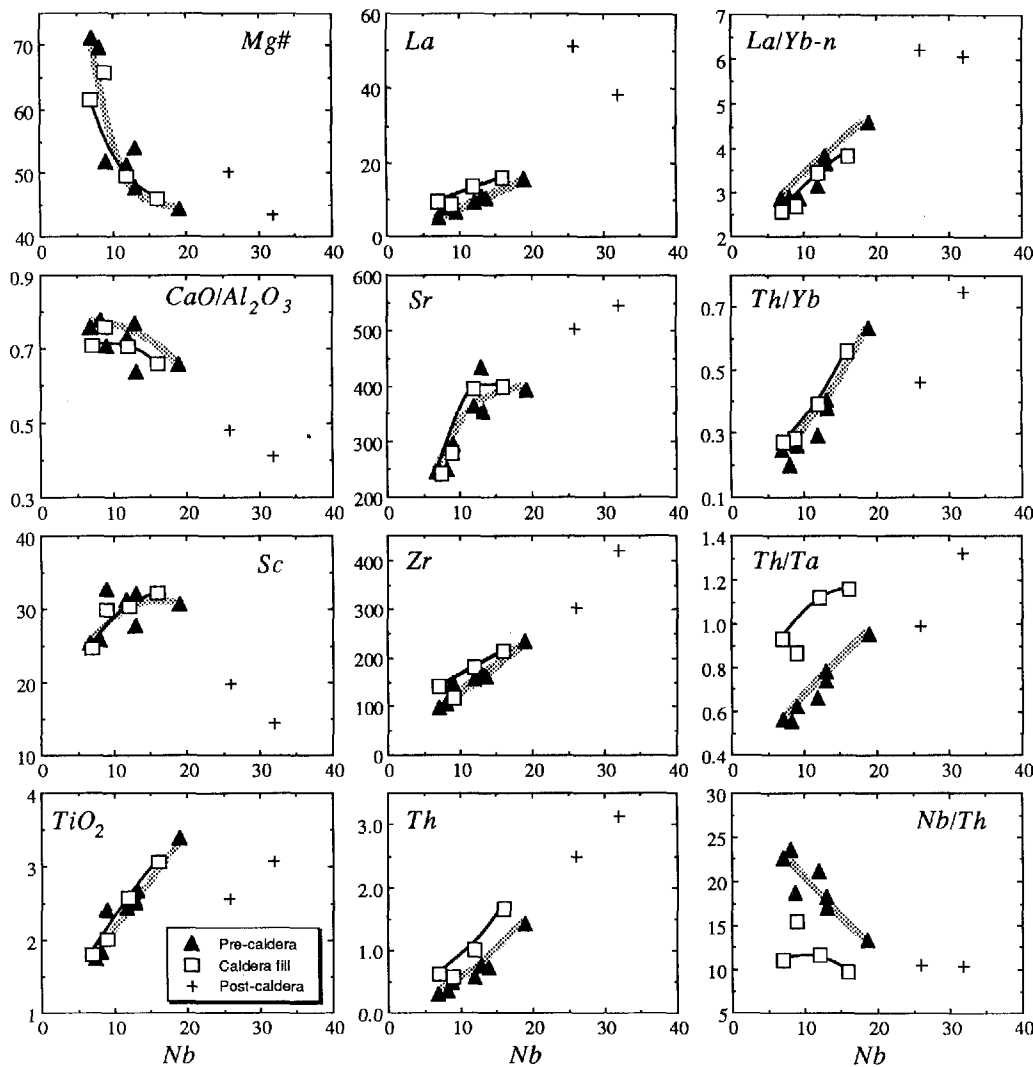 Mg#
70
60
50
40
0 10 20 30 40
La
60
40
20
0
0 10 20 30 40
La/Yb-n
7
6
5
4
3
2
0 10 20 30 40
CaO/Al2O3
0.9
0.7
0.5
0.3
0 10 20 30 40
Sr
600
500
400
300
200
0 10 20 30 40
Th/Yb
0.7
0.5
0.3
0.1
0 10 20 30 40
Sc
40
30
20
10
0 10 20 30 40
Zr
400
300
200
100
0
0 10 20 30 40
Th/Ta
1.4
1.2
1.0
0.8
0.6
0.4
0 10 20 30 40
TiO2
4
3
2
1
Pre-caldera
Caldera fill
Post-caldera
0 10 20 30 40
Nb
Th
3.0
2.0
1.0
0.0
0 10 20 30 40
Nb
Nb/Th
30
25
20
15
10
5
0 10 20 30 40
Nb